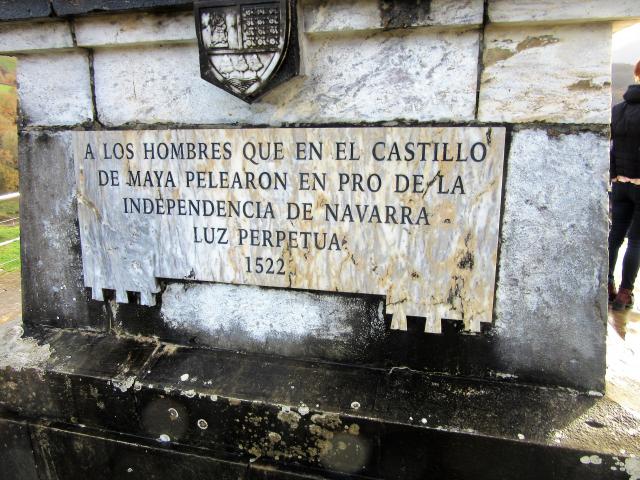 A LOS HOMBRES QUE EN EL CASTILLO
DE MAYA PELEARON EN PRO DE LA
INDEPENDENCIA DE NAVARRA
LUZ PERPETUA
1522